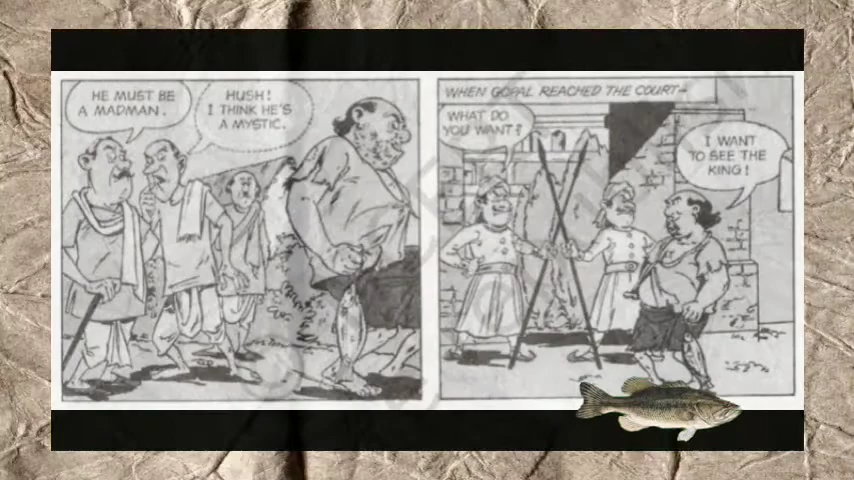 HE MUST BE
A MADMAN.
HUSH!
I THINK HE'S
A MYSTIC.
WHEN GOPAL REACHED THE COURT—
WHAT DO
YOU WANT?
I WANT
TO SEE THE
KING!